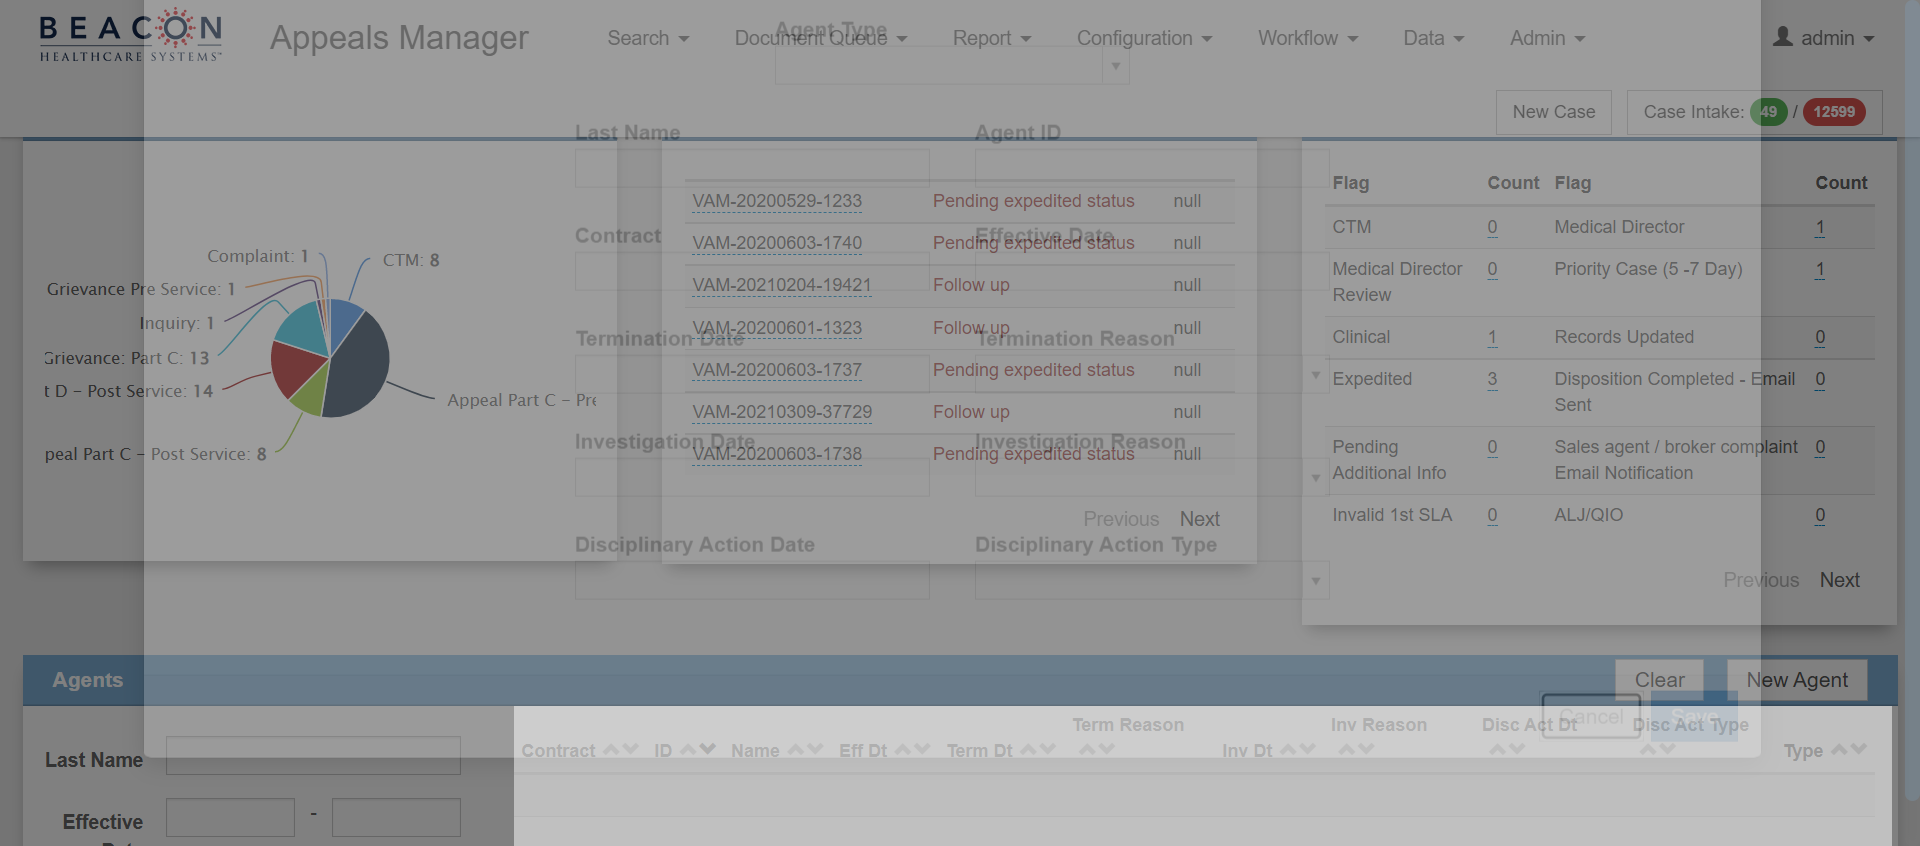 BEACON
HEALTHCARE SYSTEMS
Appeals Manager
Search
Document Queue
Report
Configuration
Workflow
Data
Admin
admin
Agent Type
New Case
Case Intake: 49 / 12599
Last Name
Agent ID
Contract
Effective Date
Termination Date
Termination Reason
Investigation Date
Investigation Reason
Disciplinary Action Date
Disciplinary Action Type
Complaint: 1
CTM: 8
Grievance Pre Service: 1
Inquiry: 1
Grievance: Part C: 13
t D - Post Service: 14
Appeal Part C - Pre
peal Part C - Post Service: 8
VAM-20200529-1233 Pending expedited status null
VAM-20200603-1740 Pending expedited status null
VAM-20210204-19421 Follow up null
VAM-20200601-1323 Follow up null
VAM-20200603-1737 Pending expedited status null
VAM-20210309-37729 Follow up null
VAM-20200603-1738 Pending expedited status null
Previous Next
Flag Count Flag Count
CTM 0 Medical Director 1
Medical Director Review 0 Priority Case (5 -7 Day) 1
Clinical 1 Records Updated 0
Expedited 3 Disposition Completed - Email Sent 0
Pending Additional Info 0 Sales agent / broker complaint Email Notification 0
Invalid 1st SLA 0 ALJ/QIO 0
Previous Next
Agents
Clear
New Agent
Cancel
Save
Contract ID Name Eff Dt Term Dt Term Reason Inv Dt Inv Reason Disc Act Dt Disc Act Type Type
Last Name
Effective
-